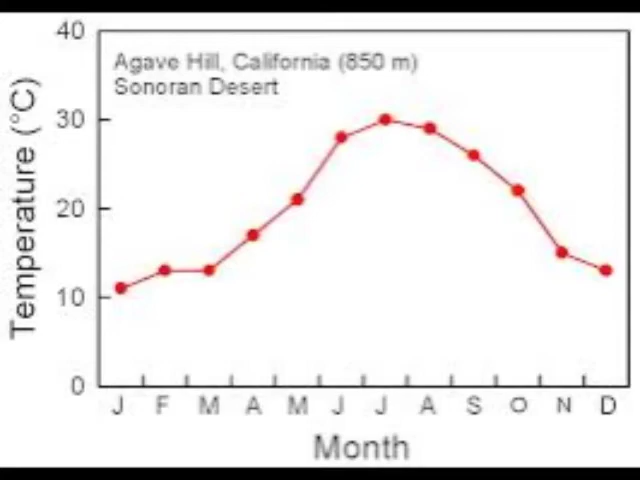 40
Agave Hill, California (850 m)
Sonoran Desert
30
20
10
0
Temperature (°C)
J F M A M J J A S O N D
Month